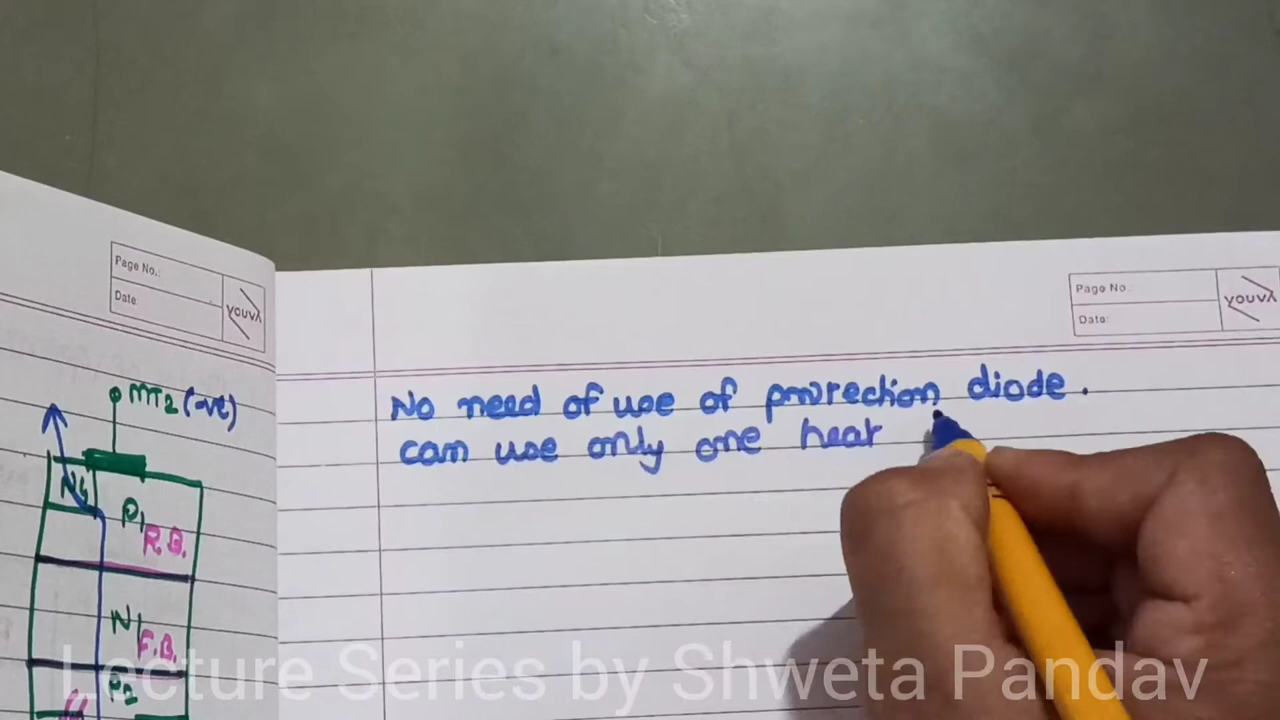 Page No.:
Date:
youva
MT2 (-ve)
N4
P1
R.B.
N1
F.B.
P2
Page No.:
Date:
youva
No need of use of protection diode.
can use only one heat
Lecture Series by Shweta Pandav